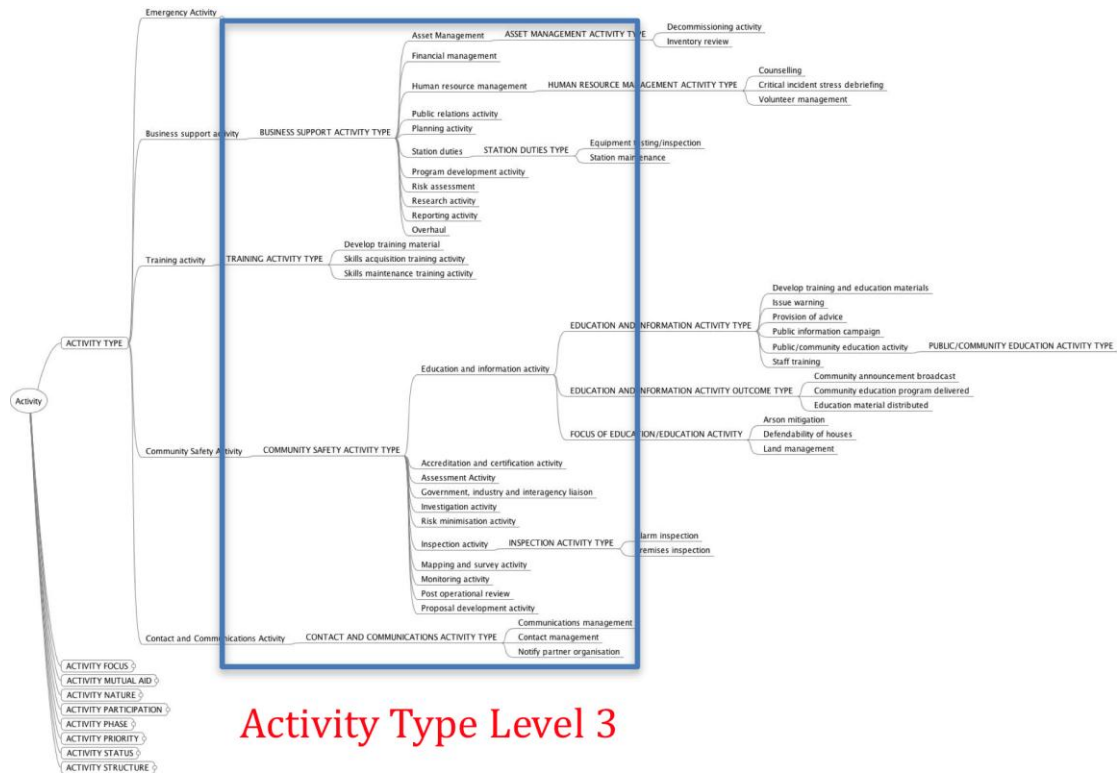 Emergency Activity
Asset Management
ASSET MANAGEMENT ACTIVITY TYPE
Decommissioning activity
Inventory review
Financial management
Human resource management
HUMAN RESOURCE MANAGEMENT ACTIVITY TYPE
Counselling
Critical incident stress debriefing
Volunteer management
Public relations activity
Planning activity
Business support activity
BUSINESS SUPPORT ACTIVITY TYPE
Station duties
STATION DUTIES TYPE
Equipment testing/inspection
Station maintenance
Program development activity
Risk assessment
Research activity
Reporting activity
Overhaul
Training activity
TRAINING ACTIVITY TYPE
Develop training material
Skills acquisition training activity
Skills maintenance training activity
Activity
ACTIVITY TYPE
Community Safety Activity
COMMUNITY SAFETY ACTIVITY TYPE
Education and information activity
EDUCATION AND INFORMATION ACTIVITY TYPE
Develop training and education materials
Issue warning
Provision of advice
Public information campaign
Public/community education activity
PUBLIC/COMMUNITY EDUCATION ACTIVITY TYPE
Staff training
EDUCATION AND INFORMATION ACTIVITY OUTCOME TYPE
Community announcement broadcast
Community education program delivered
Education material distributed
FOCUS OF EDUCATION/EDUCATION ACTIVITY
Arson mitigation
Defendability of houses
Land management
Accreditation and certification activity
Assessment Activity
Government, industry and interagency liaison
Investigation activity
Risk minimisation activity
Inspection activity
INSPECTION ACTIVITY TYPE
larm inspection
remises inspection
Mapping and survey activity
Monitoring activity
Post operational review
Proposal development activity
Contact and Communications Activity
CONTACT AND COMMUNICATIONS ACTIVITY TYPE
Communications management
Contact management
Notify partner organisation
ACTIVITY FOCUS
ACTIVITY MUTUAL AID
ACTIVITY NATURE
ACTIVITY PARTICIPATION
ACTIVITY PHASE
ACTIVITY PRIORITY
ACTIVITY STATUS
ACTIVITY STRUCTURE
Activity Type Level 3